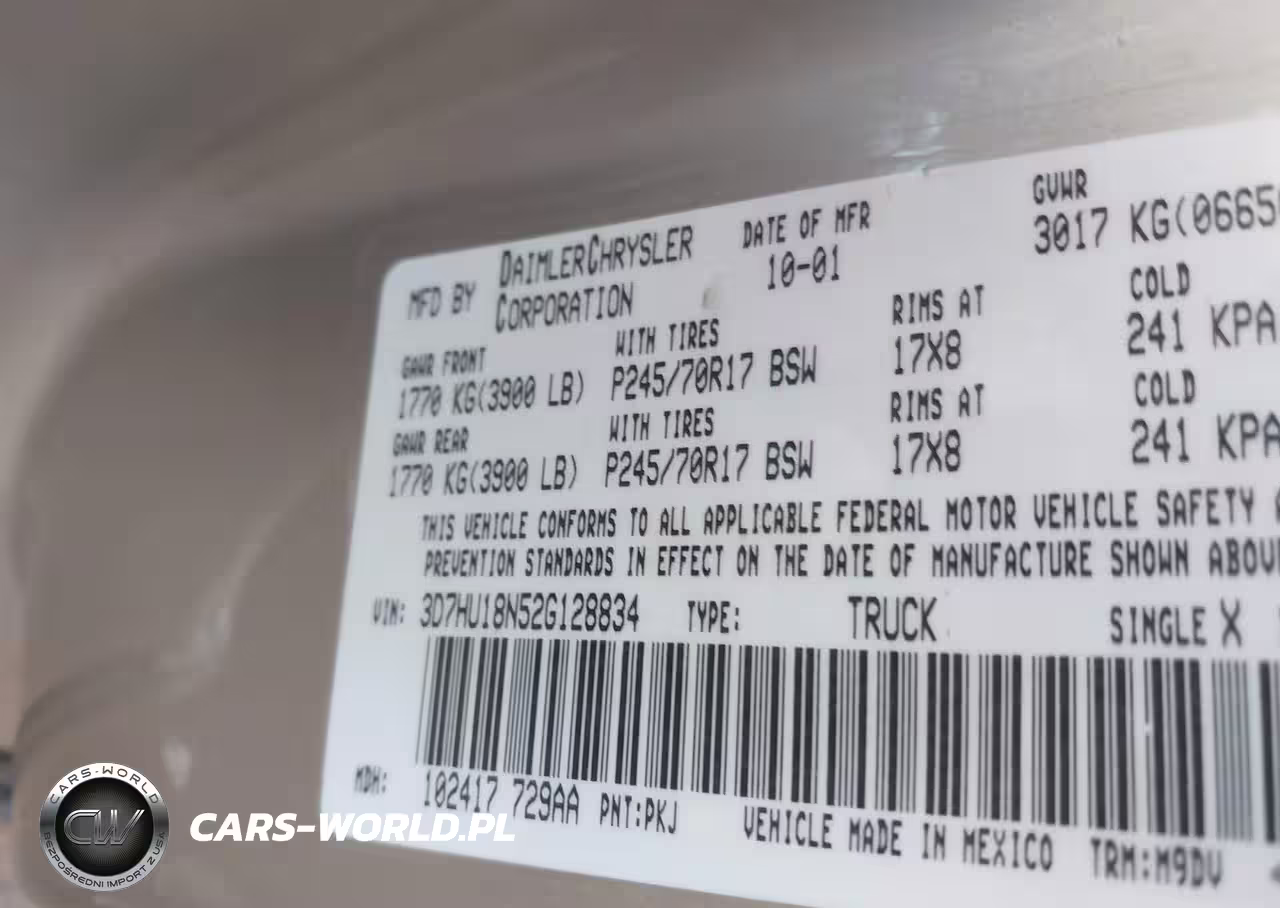 MFD BY DAIMLERCHRYSLER CORPORATION DATE OF MFR 10-01 GVWR 3017 KG(0665
GAWR FRONT WITH TIRES RIMS AT COLD
1770 KG(3900 LB) P245/70R17 BSW 17X8 241 KPA
GAWR REAR WITH TIRES RIMS AT COLD
1770 KG(3900 LB) P245/70R17 BSW 17X8 241 KPA
THIS VEHICLE CONFORMS TO ALL APPLICABLE FEDERAL MOTOR VEHICLE SAFETY
PREVENTION STANDARDS IN EFFECT ON THE DATE OF MANUFACTURE SHOWN ABOV
VIN: 3D7HU18N52G128834 TYPE: TRUCK SINGLE X
MDH: 102417 729AA PNT:PKJ VEHICLE MADE IN MEXICO TRM:M9DV
CARS-WORLD
CW
BEZPOŚREDNI IMPORT Z USA
CARS-WORLD.PL